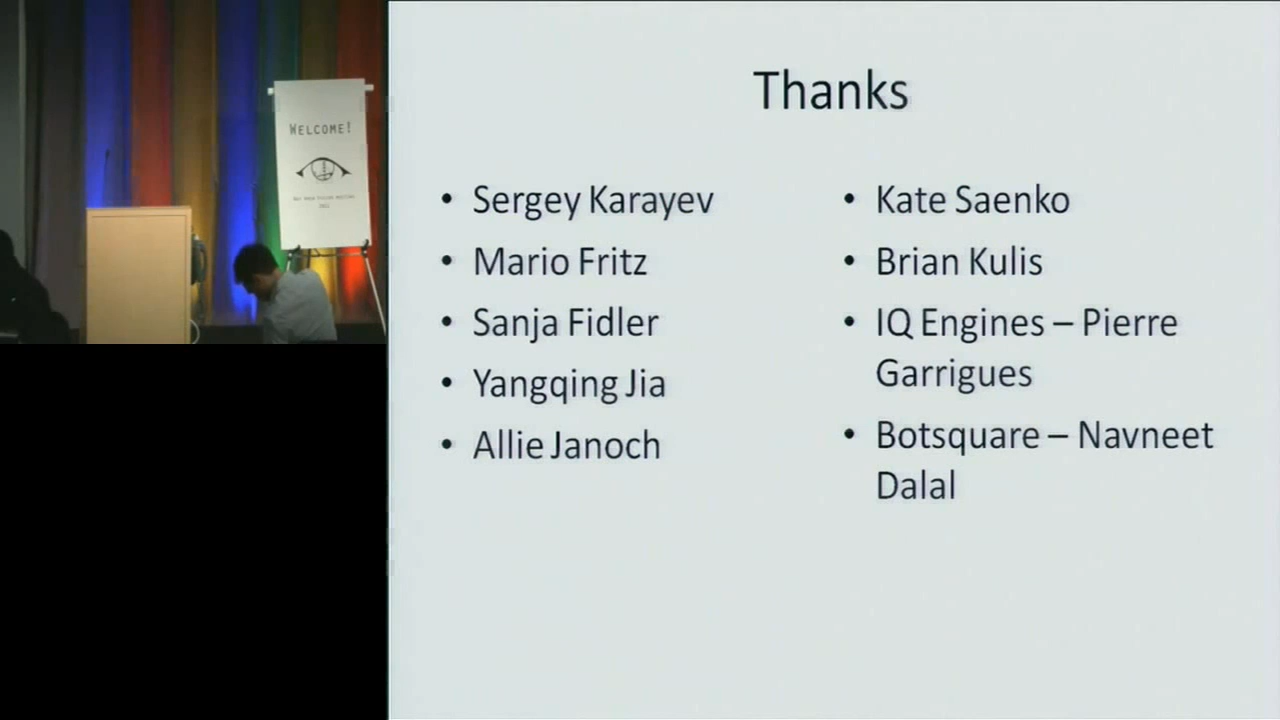 WELCOME!
Thanks
• Sergey Karayev
• Mario Fritz
• Sanja Fidler
• Yangqing Jia
• Allie Janoch
• Kate Saenko
• Brian Kulis
• IQ Engines – Pierre
Garrigues
• Botsquare – Navneet
Dalal